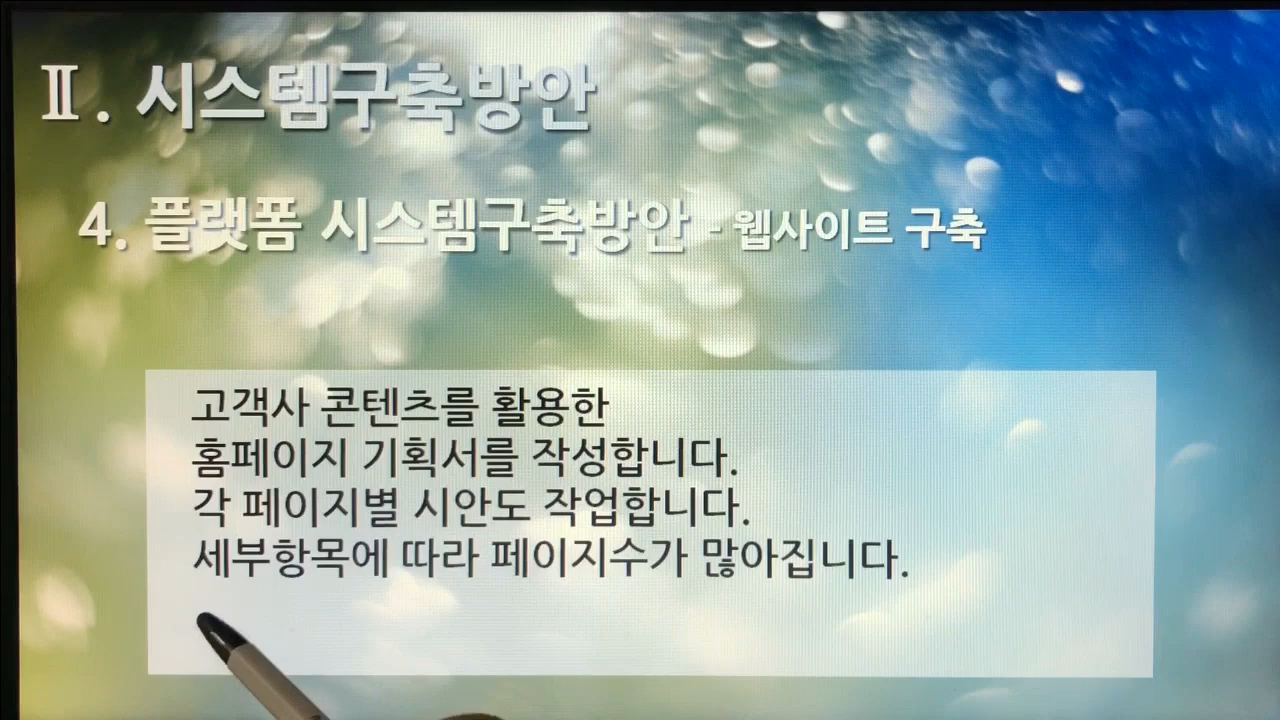 Ⅱ. 시스템구축방안
4. 플랫폼 시스템구축방안 - 웹사이트 구축
고객사 콘텐츠를 활용한
홈페이지 기획서를 작성합니다.
각 페이지별 시안도 작업합니다.
세부항목에 따라 페이지수가 많아집니다.